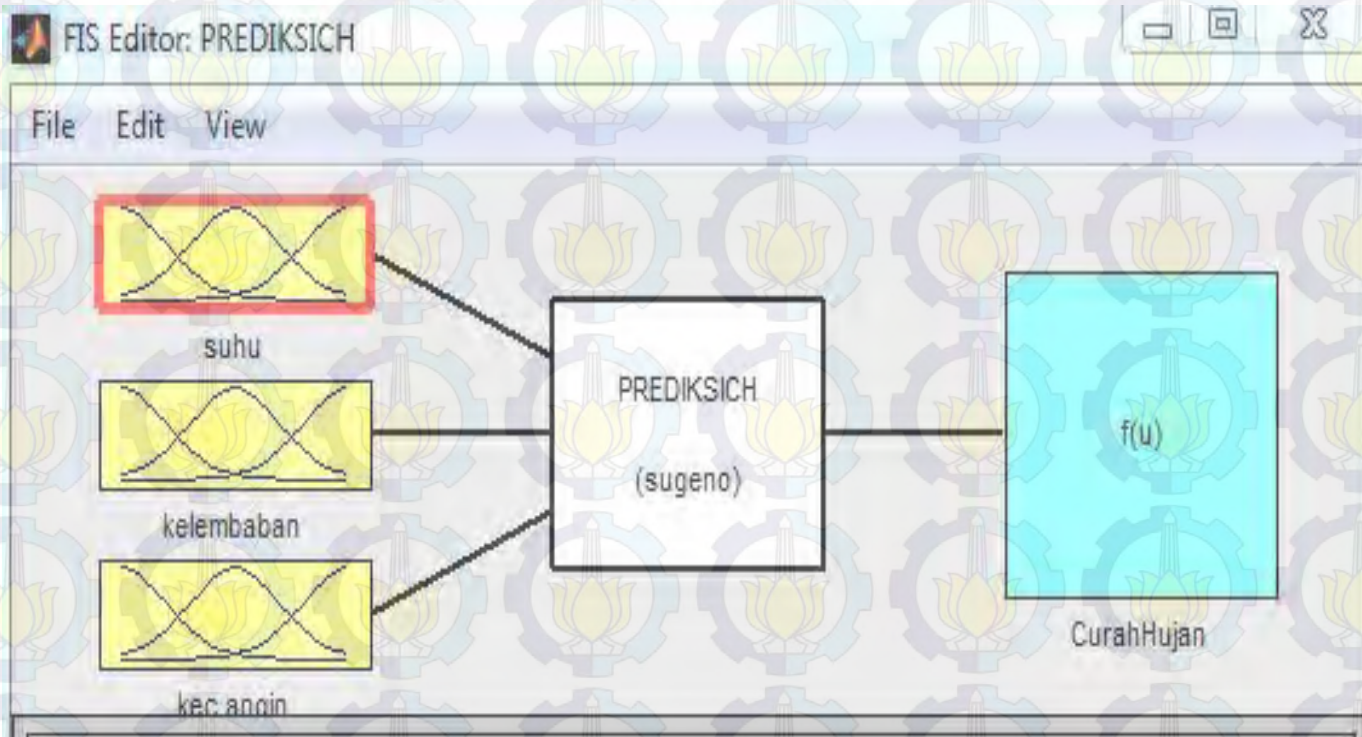 FIS Editor: PREDIKSICH
File Edit View
suhu
kelembaban
kec angin
PREDIKSICH
(sugeno)
f(u)
CurahHujan